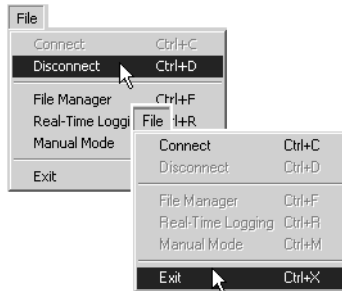 File
Connect Ctrl+C
Disconnect Ctrl+D
File Manager Ctrl+F
Real-Time Loggi
Manual Mode
Exit
File
Connect Ctrl+C
Disconnect Ctrl+D
File Manager Ctrl+F
Real-Time Logging Ctrl+R
Manual Mode Ctrl+M
Exit Ctrl+X